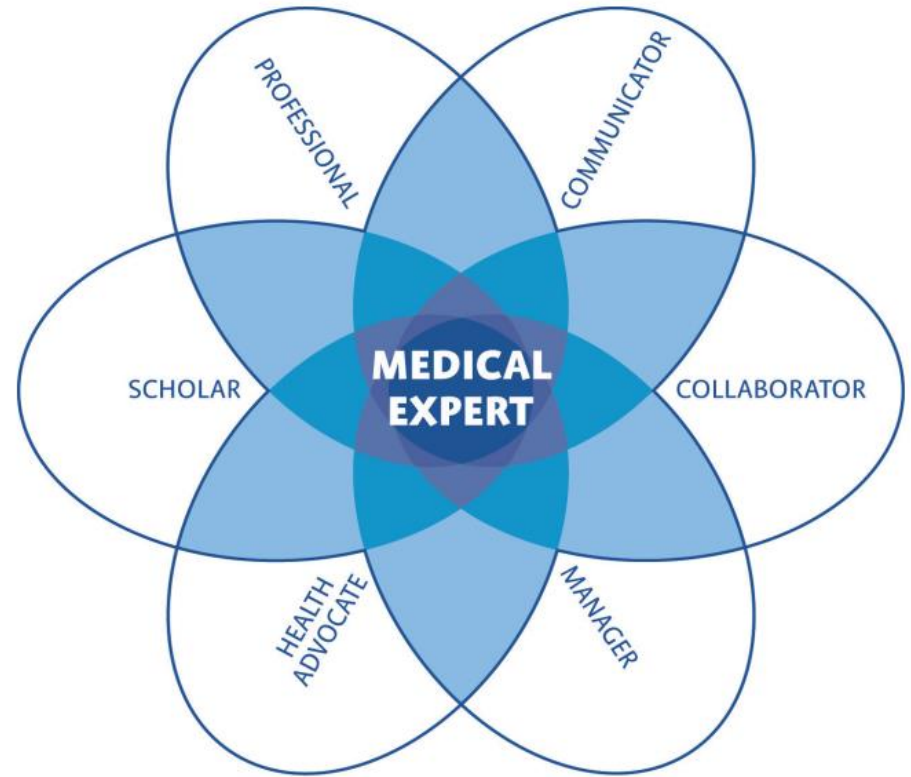 PROFESSIONAL
COMMUNICATOR
SCHOLAR
MEDICAL
EXPERT
COLLABORATOR
HEALTH
ADVOCATE
MANAGER